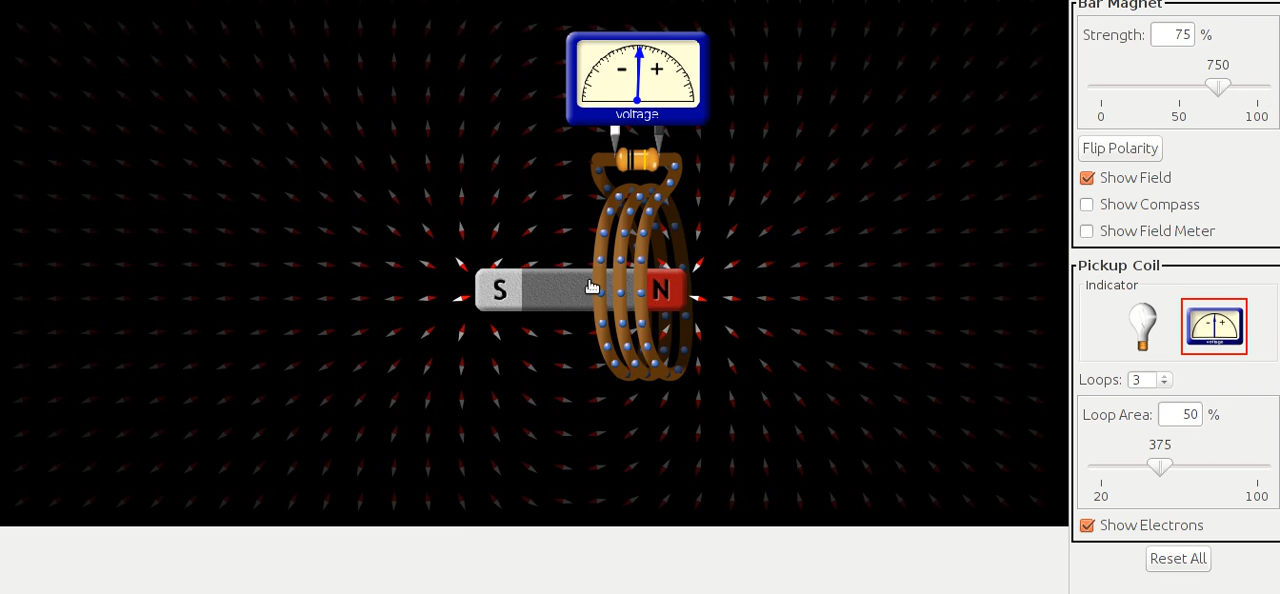 Bar Magnet
Strength: 75 %
750
0 50 100
Flip Polarity
Show Field
Show Compass
Show Field Meter
Pickup Coil
Indicator
- +
voltage
S N
- +
voltage
Loops: 3
Loop Area: 50 %
375
20 100
Show Electrons
Reset All